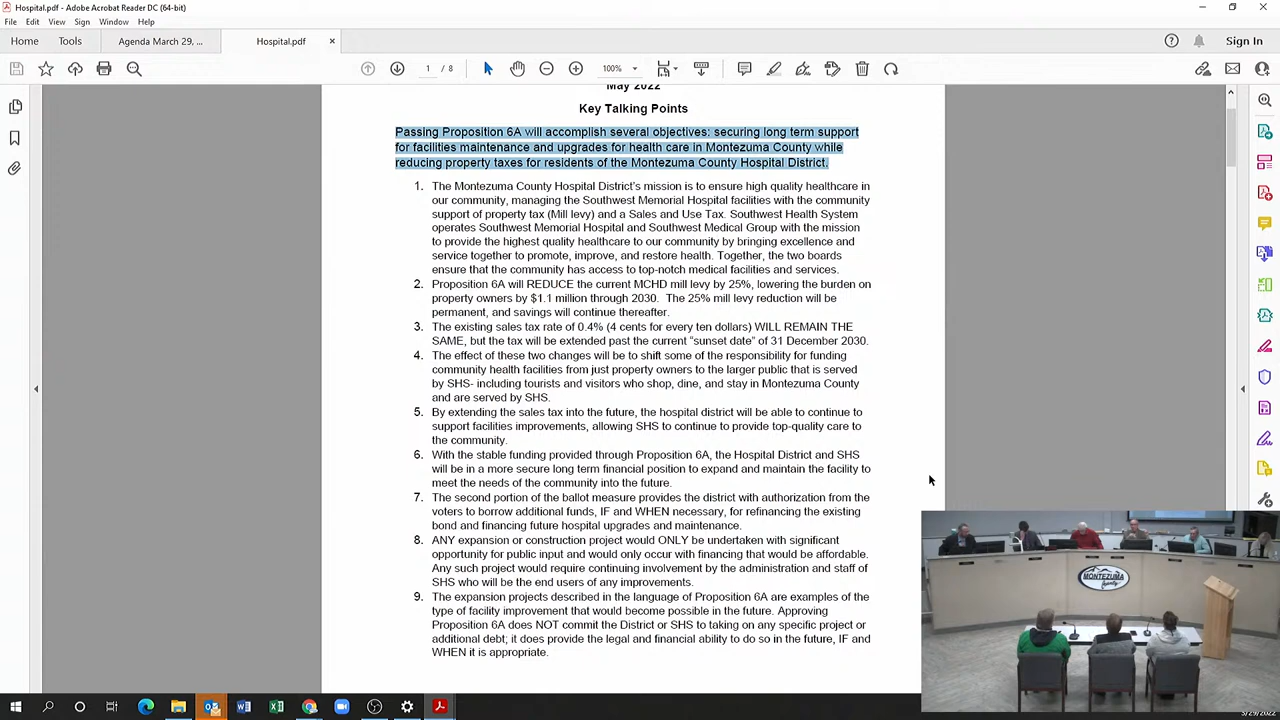 Hospital.pdf - Adobe Acrobat Reader DC (64-bit)
File Edit View Sign Window Help
Home Tools Agenda March 29, ... Hospital.pdf × Sign In
1 / 8 100%
May 2022
Key Talking Points
Passing Proposition 6A will accomplish several objectives: securing long term support
for facilities maintenance and upgrades for health care in Montezuma County while
reducing property taxes for residents of the Montezuma County Hospital District.
1. The Montezuma County Hospital District's mission is to ensure high quality healthcare in
our community, managing the Southwest Memorial Hospital facilities with the community
support of property tax (Mill levy) and a Sales and Use Tax. Southwest Health System
operates Southwest Memorial Hospital and Southwest Medical Group with the mission
to provide the highest quality healthcare to our community by bringing excellence and
service together to promote, improve, and restore health. Together, the two boards
ensure that the community has access to top-notch medical facilities and services.
2. Proposition 6A will REDUCE the current MCHD mill levy by 25%, lowering the burden on
property owners by $1.1 million through 2030. The 25% mill levy reduction will be
permanent, and savings will continue thereafter.
3. The existing sales tax rate of 0.4% (4 cents for every ten dollars) WILL REMAIN THE
SAME, but the tax will be extended past the current "sunset date" of 31 December 2030.
4. The effect of these two changes will be to shift some of the responsibility for funding
community health facilities from just property owners to the larger public that is served
by SHS- including tourists and visitors who shop, dine, and stay in Montezuma County
and are served by SHS.
5. By extending the sales tax into the future, the hospital district will be able to continue to
support facilities improvements, allowing SHS to continue to provide top-quality care to
the community.
6. With the stable funding provided through Proposition 6A, the Hospital District and SHS
will be in a more secure long term financial position to expand and maintain the facility to
meet the needs of the community into the future.
7. The second portion of the ballot measure provides the district with authorization from the
voters to borrow additional funds, IF and WHEN necessary, for refinancing the existing
bond and financing future hospital upgrades and maintenance.
8. ANY expansion or construction project would ONLY be undertaken with significant
opportunity for public input and would only occur with financing that would be affordable.
Any such project would require continuing involvement by the administration and staff of
SHS who will be the end users of any improvements.
9. The expansion projects described in the language of Proposition 6A are examples of the
type of facility improvement that would become possible in the future. Approving
Proposition 6A does NOT commit the District or SHS to taking on any specific project or
additional debt; it does provide the legal and financial ability to do so in the future, IF and
WHEN it is appropriate.
MONTEZUMA
County
3/29/2022